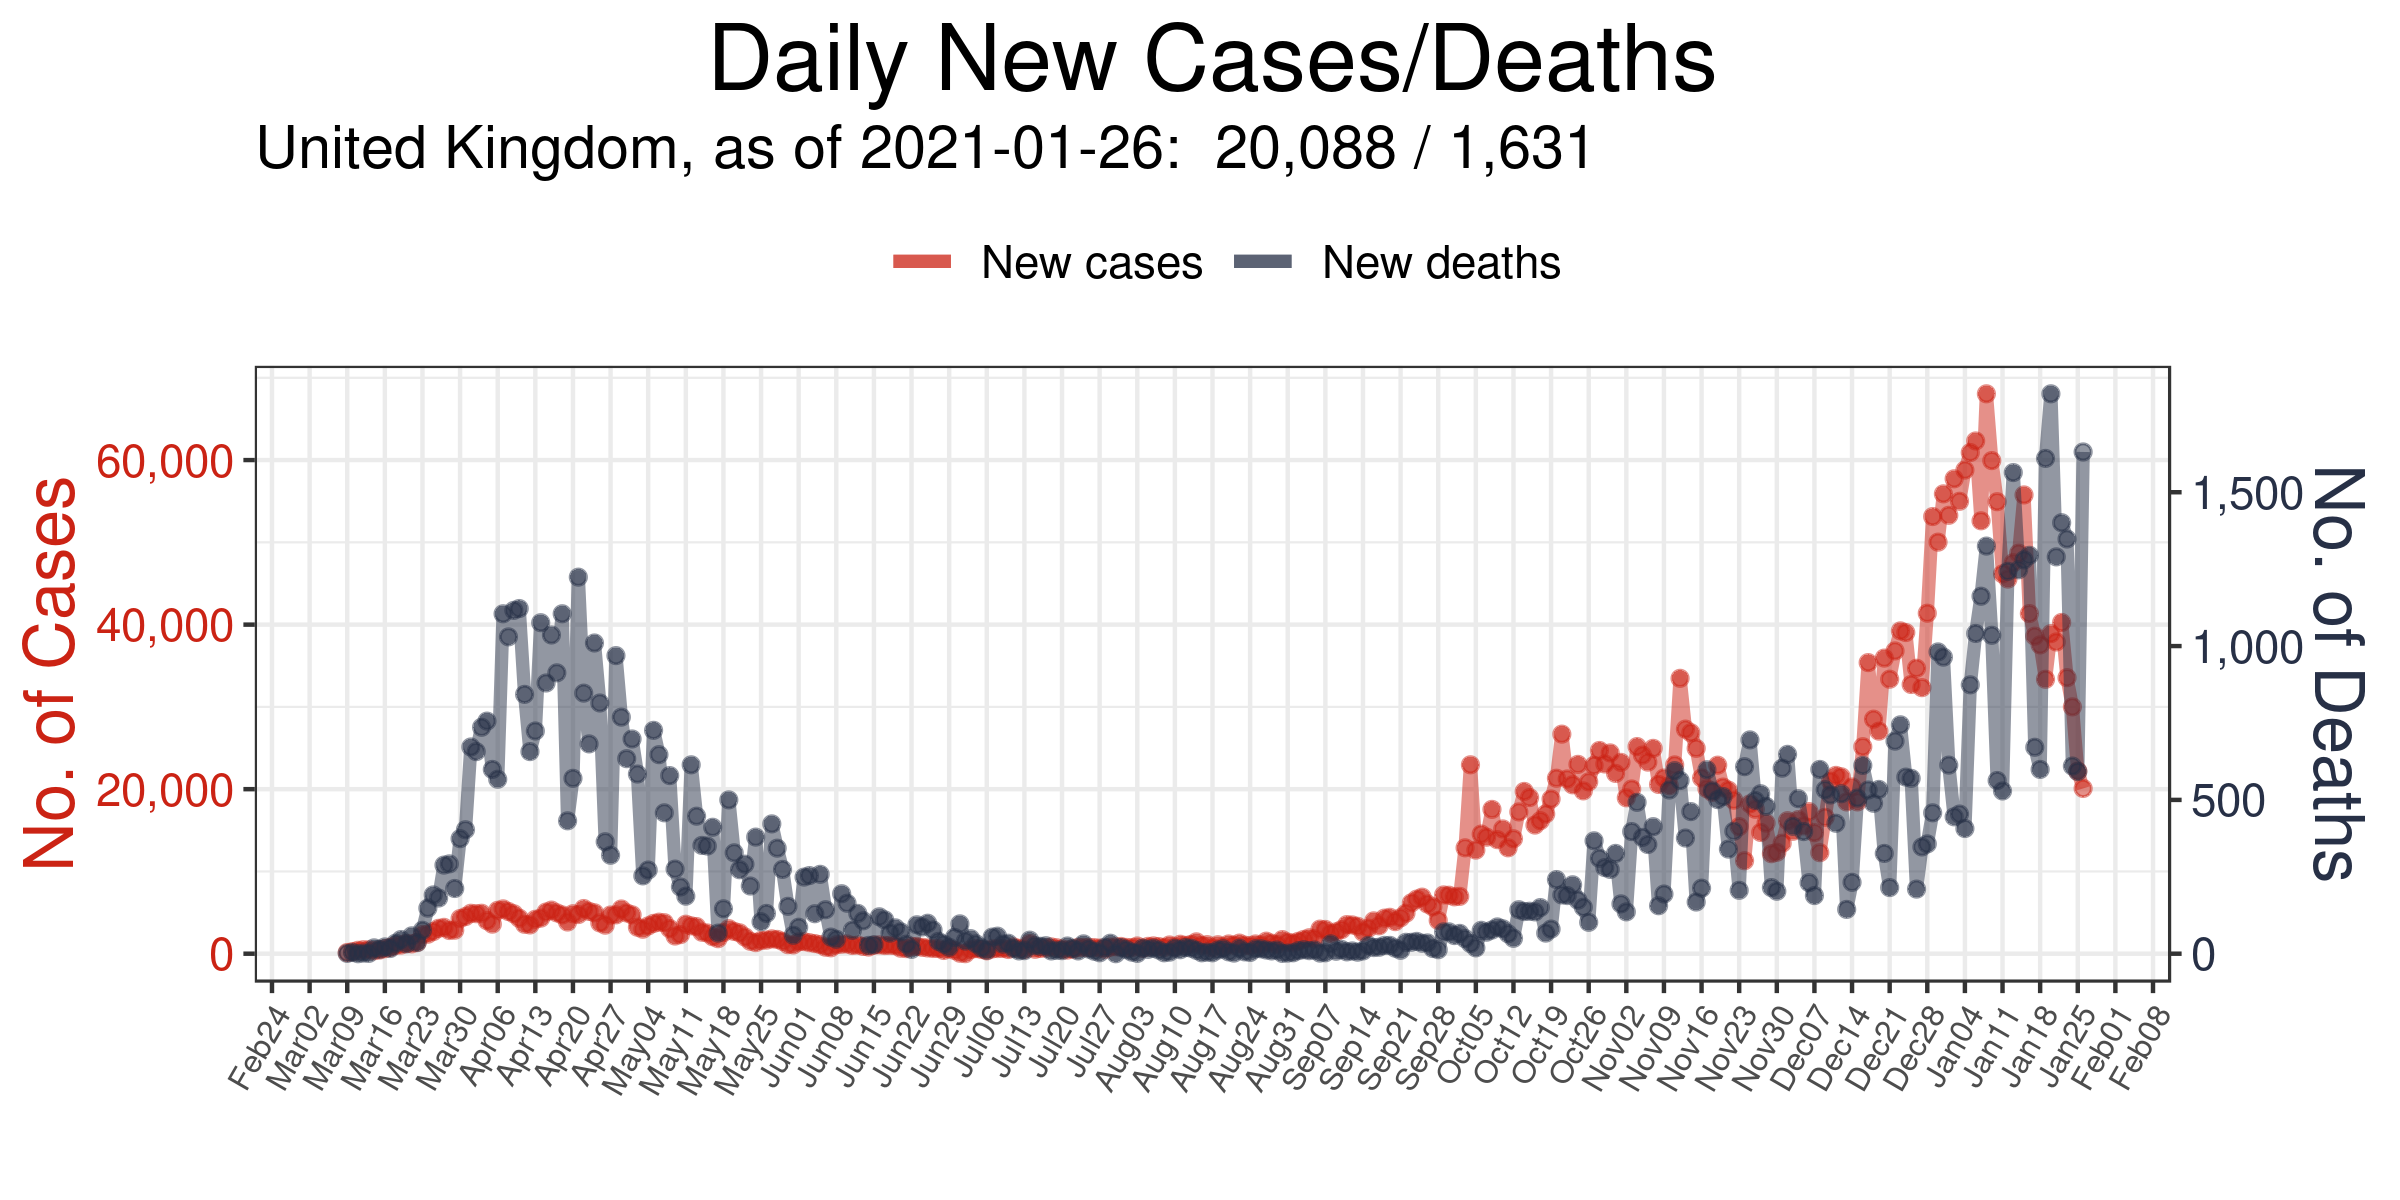 Daily New Cases/Deaths
United Kingdom, as of 2021-01-26:  20,088 / 1,631
New cases New deaths
No. of Cases
60,000
40,000
20,000
0
1,500
1,000
500
0
No. of Deaths
Feb24 Mar02 Mar09 Mar16 Mar23 Mar30 Apr06 Apr13 Apr20 Apr27 May04 May11 May18 May25 Jun01 Jun08 Jun15 Jun22 Jun29 Jul06 Jul13 Jul20 Jul27 Aug03 Aug10 Aug17 Aug24 Aug31 Sep07 Sep14 Sep21 Sep28 Oct05 Oct12 Oct19 Oct26 Nov02 Nov09 Nov16 Nov23 Nov30 Dec07 Dec14 Dec21 Dec28 Jan04 Jan11 Jan18 Jan25 Feb01 Feb08